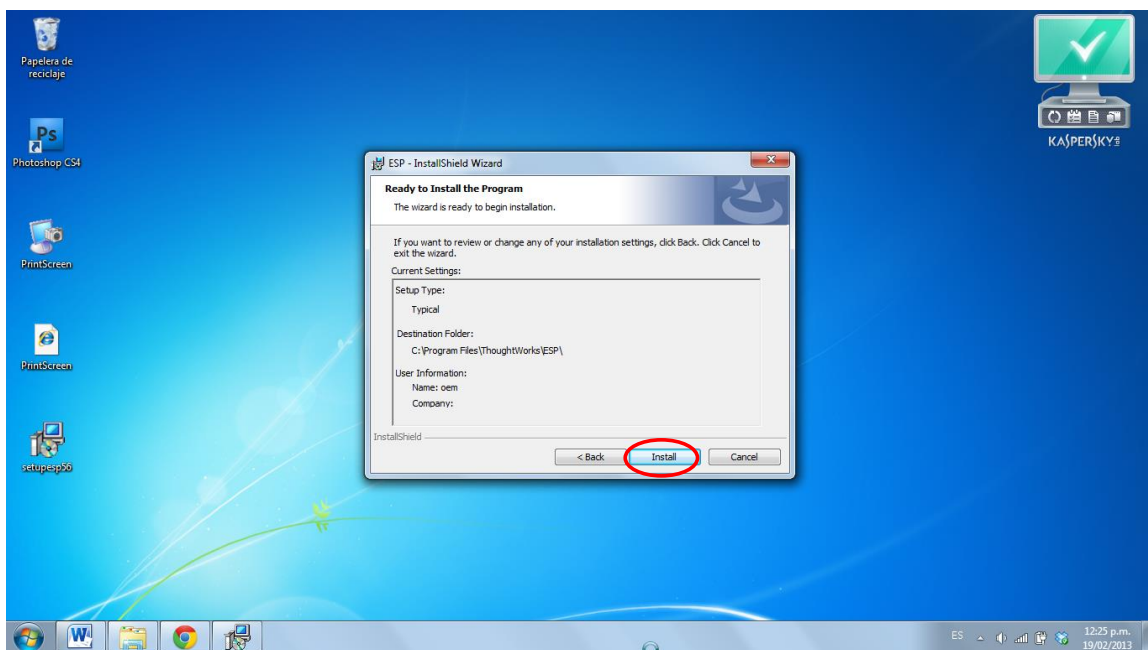 Papelera de
reciclaje
Ps
Photoshop CS4
PrintScreen
PrintScreen
setupesp56
KASPERSKY
ESP - InstallShield Wizard
Ready to Install the Program
The wizard is ready to begin installation.
If you want to review or change any of your installation settings, click Back. Click Cancel to
exit the wizard.
Current Settings:
Setup Type:
Typical
Destination Folder:
C:\Program Files\ThoughtWorks\ESP\
User Information:
Name: oem
Company:
InstallShield
< Back
Install
Cancel
W
ES
12:25 p.m.
19/02/2013